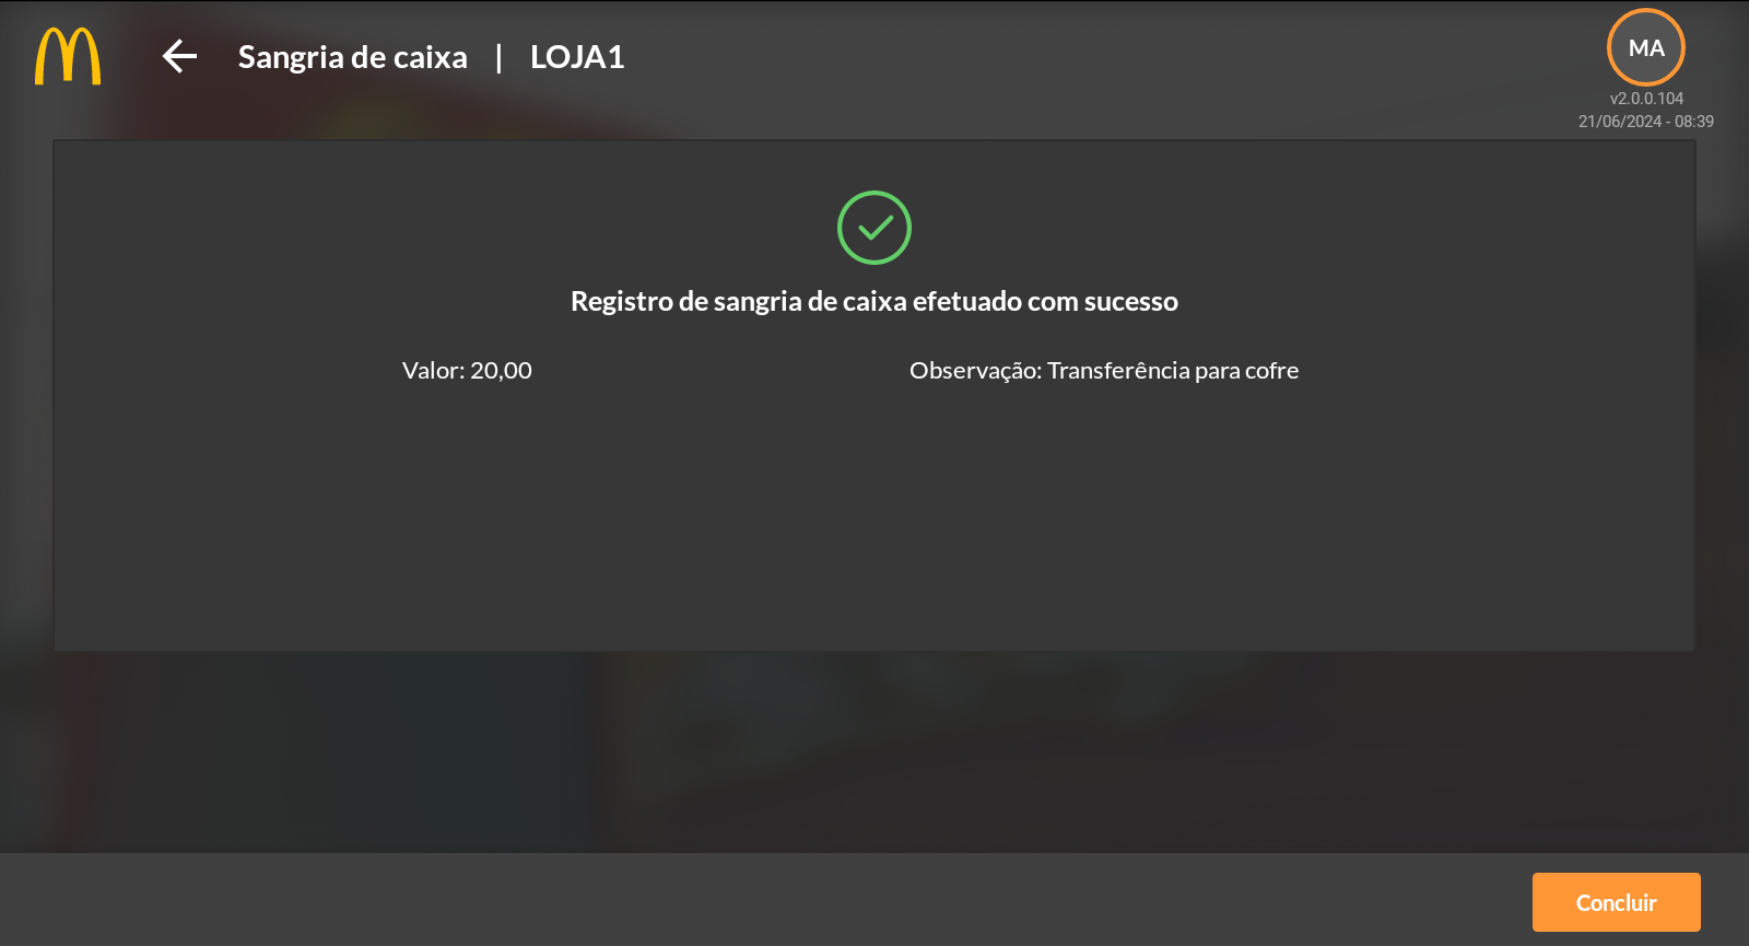 Sangria de caixa | LOJA1
MA
v2.0.0.104
21/06/2024 - 08:39
Registro de sangria de caixa efetuado com sucesso
Valor: 20,00
Observação: Transferência para cofre
Concluir